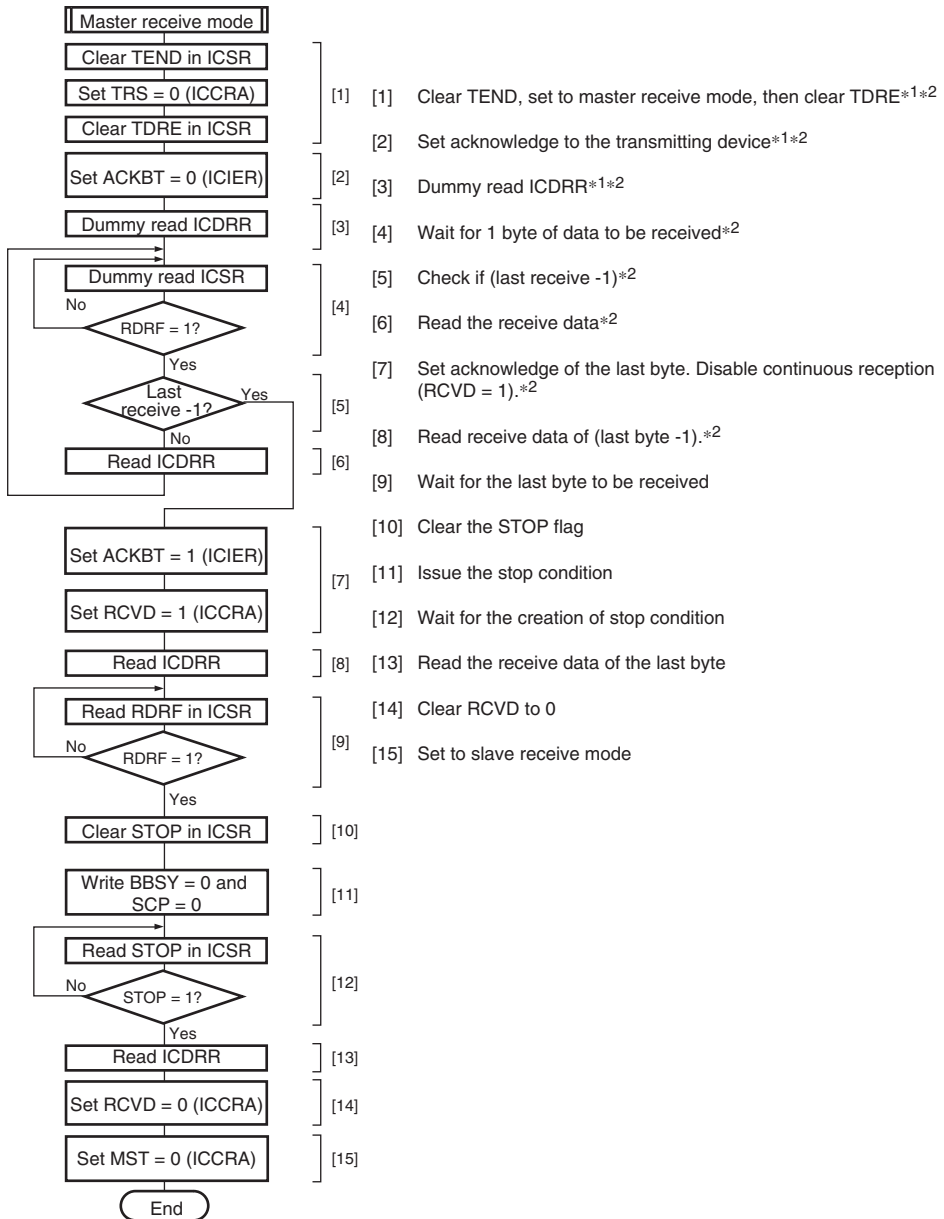 Master receive mode
Clear TEND in ICSR
Set TRS = 0 (ICCRA)
Clear TDRE in ICSR
[1]
Set ACKBT = 0 (ICIER)
[2]
Dummy read ICDRR
[3]
Dummy read ICSR
No
RDRF = 1?
[4]
Yes
Last
receive -1?
Yes
[5]
No
Read ICDRR
[6]
Set ACKBT = 1 (ICIER)
[7]
Set RCVD = 1 (ICCRA)
Read ICDRR
[8]
Read RDRF in ICSR
No
RDRF = 1?
[9]
Yes
Clear STOP in ICSR
[10]
Write BBSY = 0 and
SCP = 0
[11]
Read STOP in ICSR
No
STOP = 1?
[12]
Yes
Read ICDRR
[13]
Set RCVD = 0 (ICCRA)
[14]
Set MST = 0 (ICCRA)
[15]
End
[1] Clear TEND, set to master receive mode, then clear TDRE*1*2
[2] Set acknowledge to the transmitting device*1*2
[3] Dummy read ICDRR*1*2
[4] Wait for 1 byte of data to be received*2
[5] Check if (last receive -1)*2
[6] Read the receive data*2
[7] Set acknowledge of the last byte. Disable continuous reception
(RCVD = 1).*2
[8] Read receive data of (last byte -1).*2
[9] Wait for the last byte to be received
[10] Clear the STOP flag
[11] Issue the stop condition
[12] Wait for the creation of stop condition
[13] Read the receive data of the last byte
[14] Clear RCVD to 0
[15] Set to slave receive mode